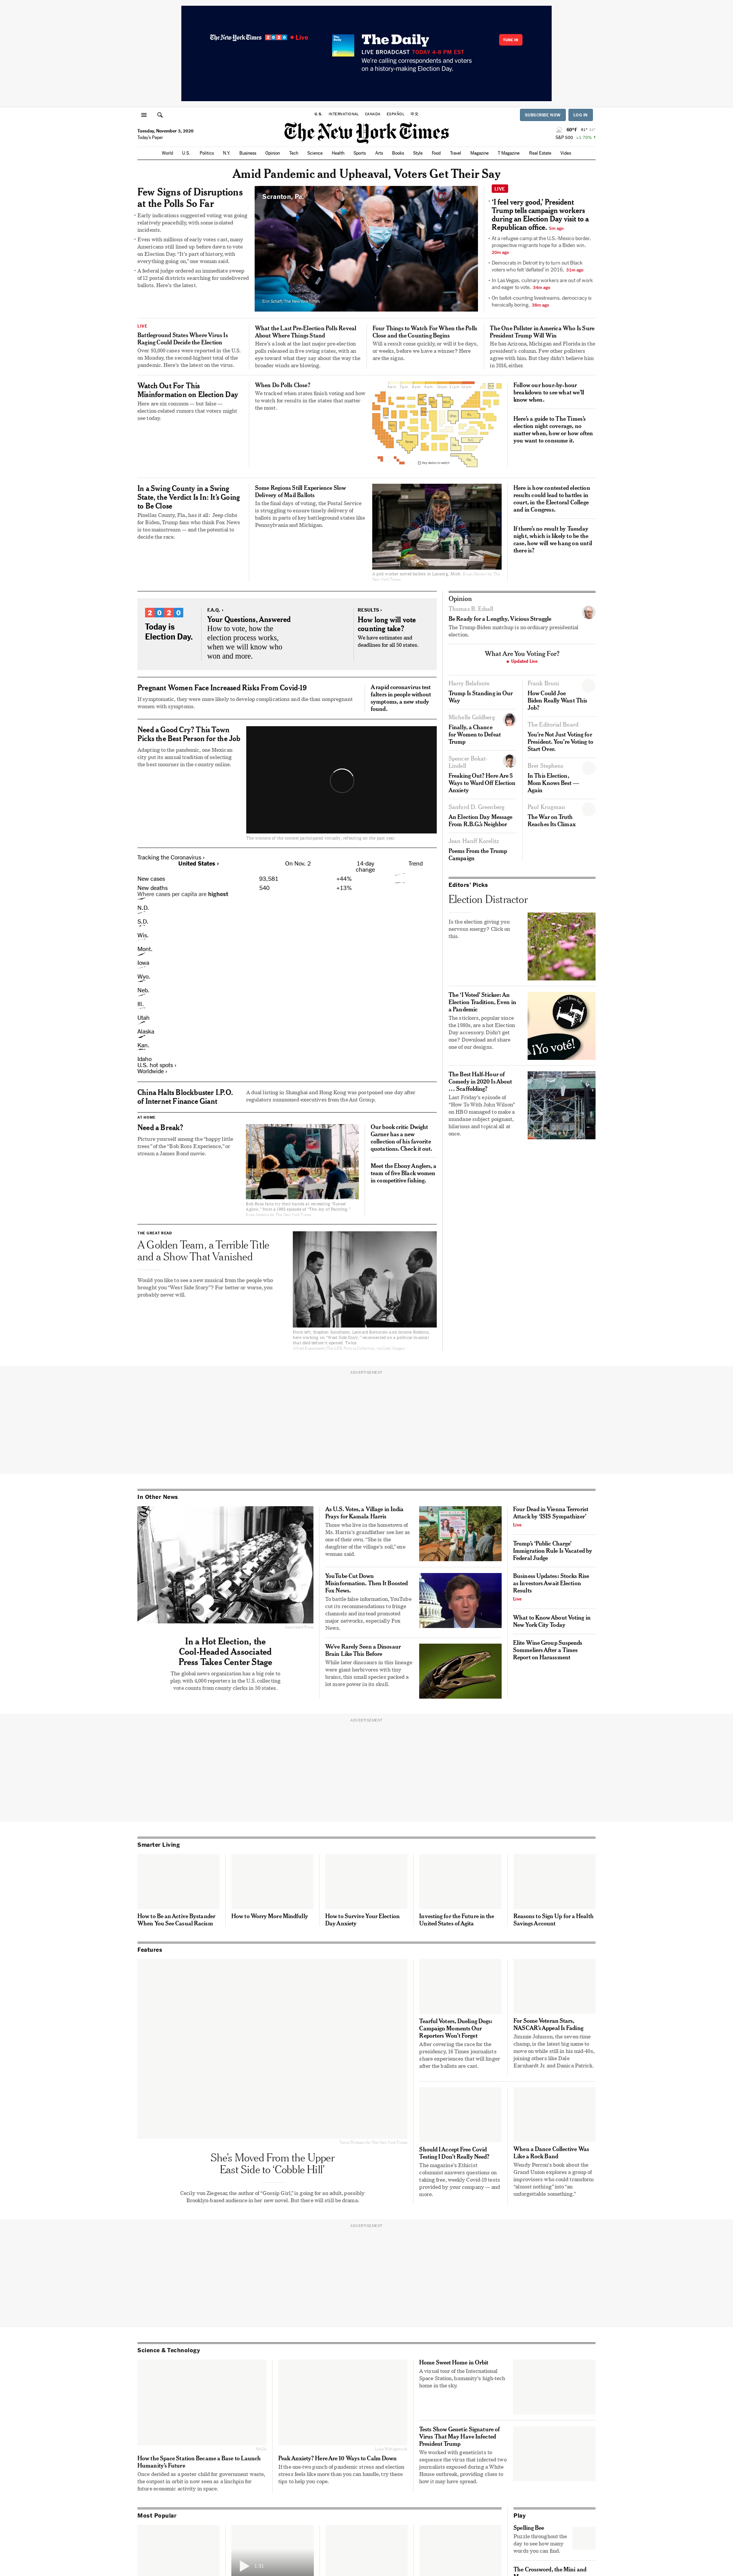 The New York Times 2020 Live
The Daily
LIVE BROADCAST TODAY 4-8 PM EST
We're calling correspondents and voters
on a history-making Election Day.
TUNE IN
U.S. INTERNATIONAL CANADA ESPAÑOL 中文
SUBSCRIBE NOW LOG IN
Tuesday, November 3, 2020
Today's Paper
The New York Times
60°F
S&P 500 +1.78%
World U.S. Politics N.Y. Business Opinion Tech Science Health Sports Arts Books Style Food Travel Magazine T Magazine Real Estate Video
Amid Pandemic and Upheaval, Voters Get Their Say
Few Signs of Disruptions
at the Polls So Far
Early indications suggested voting was going
relatively peacefully, with some isolated
incidents.
Even with millions of early votes cast, many
Americans still lined up before dawn to vote
on Election Day. "It's part of history, with
everything going on," one woman said.
A federal judge ordered an immediate sweep
of 12 postal districts searching for undelivered
ballots. Here's the latest.
Scranton, Pa.
Erin Schaff/The New York Times
LIVE
'I feel very good,' President
Trump tells campaign workers
during an Election Day visit to a
Republican office. 5m ago
At a refugee camp at the U.S.-Mexico border,
prospective migrants hope for a Biden win.
20m ago
Democrats in Detroit try to turn out Black
voters who felt 'deflated' in 2016. 31m ago
In Las Vegas, culinary workers are out of work
and eager to vote. 34m ago
On ballot-counting livestreams, democracy is
heroically boring. 38m ago
LIVE
Battleground States Where Virus Is
Raging Could Decide the Election
Over 93,000 cases were reported in the U.S.
on Monday, the second-highest total of the
pandemic. Here's the latest on the virus.
What the Last Pre-Election Polls Reveal
About Where Things Stand
Here's a look at the last major pre-election
polls released in five swing states, with an
eye toward what they say about the way the
broader winds are blowing.
Four Things to Watch For When the Polls
Close and the Counting Begins
Will a result come quickly, or will it be days,
or weeks, before we have a winner? Here
are the signs.
The One Pollster in America Who Is Sure
President Trump Will Win
He has Arizona, Michigan and Florida in the
president's column. Few other pollsters
agree with him. But they didn't believe him
in 2016, either.
Watch Out For This
Misinformation on Election Day
Here are six common — but false —
election-related rumors that voters might
see today.
When Do Polls Close?
We tracked when states finish voting and how
to watch for results in the states that matter
the most.
Key states to watch
Follow our hour-by-hour
breakdown to see what we'll
know when.
Here's a guide to The Times's
election night coverage, no
matter when, how or how often
you want to consume it.
In a Swing County in a Swing
State, the Verdict Is In: It's Going
to Be Close
Pinellas County, Fla., has it all: Jeep clubs
for Biden, Trump fans who think Fox News
is too mainstream — and the potential to
decide the race.
Some Regions Still Experience Slow
Delivery of Mail Ballots
In the final days of voting, the Postal Service
is struggling to ensure timely delivery of
ballots in parts of key battleground states like
Pennsylvania and Michigan.
A poll worker sorted ballots in Lansing, Mich.
Here is how contested election
results could lead to battles in
court, in the Electoral College
and in Congress.
If there's no result by Tuesday
night, which is likely to be the
case, how will we hang on until
there is?
2020
Today is
Election Day.
F.A.Q. ›
Your Questions, Answered
How to vote, how the
election process works,
when we will know who
won and more.
RESULTS ›
How long will vote
counting take?
We have estimates and
deadlines for all 50 states.
Pregnant Women Face Increased Risks From Covid-19
If symptomatic, they were more likely to develop complications and die than nonpregnant
women with symptoms.
A rapid coronavirus test
falters in people without
symptoms, a new study
found.
Need a Good Cry? This Town
Picks the Best Person for the Job
Adapting to the pandemic, one Mexican
city put its annual tradition of selecting
the best mourner in the country online.
The winners of the contest participated virtually, reflecting on the past year.
Tracking the Coronavirus ›
United States › On Nov. 2 14-day change Trend
New cases 93,581 +44%
New deaths 540 +13%
Where cases per capita are highest
N.D.
S.D.
Wis.
Mont.
Iowa
Wyo.
Neb.
Ill.
Utah
Alaska
Kan.
Idaho
U.S. hot spots ›
Worldwide ›
China Halts Blockbuster I.P.O.
of Internet Finance Giant
A dual listing in Shanghai and Hong Kong was postponed one day after
regulators summoned executives from the Ant Group.
AT HOME
Need a Break?
Picture yourself among the "happy little
trees" of the "Bob Ross Experience," or
stream a James Bond movie.
Our book critic Dwight
Garner has a new
collection of his favorite
quotations. Check it out.
Meet the Ebony Anglers, a
team of five Black women
in competitive fishing.
THE GREAT READ
A Golden Team, a Terrible Title
and a Show That Vanished
Would you like to see a new musical from the people who
brought you "West Side Story"? For better or worse, you
probably never will.
Opinion
Thomas B. Edsall
Be Ready for a Lengthy, Vicious Struggle
The Trump-Biden matchup is no ordinary presidential
election.
What Are You Voting For?
Updated Live
Harry Belafonte
Trump Is Standing in Our
Way
Michelle Goldberg
Finally, a Chance
for Women to Defeat
Trump
Spencer Bokat-
Lindell
Freaking Out? Here Are 5
Ways to Ward Off Election
Anxiety
Sanford D. Greenberg
An Election Day Message
From R.B.G.'s Neighbor
Jean Hanff Korelitz
Poems From the Trump
Campaign
Frank Bruni
How Could Joe
Biden Really Want This
Job?
The Editorial Board
You're Not Just Voting for
President. You're Voting to
Start Over.
Bret Stephens
In This Election,
Mom Knows Best —
Again
Paul Krugman
The War on Truth
Reaches Its Climax
Editors' Picks
Election Distractor
Is the election giving you
nervous energy? Click on
this.
The 'I Voted' Sticker: An
Election Tradition, Even in
a Pandemic
The stickers, popular since
the 1980s, are a hot Election
Day accessory. Didn't get
one? Download and share
one of our designs.
¡Yo voté!
The Best Half-Hour of
Comedy in 2020 Is About
… Scaffolding?
Last Friday's episode of
"How To With John Wilson"
on HBO managed to make a
mundane subject poignant,
hilarious and topical all at
once.
ADVERTISEMENT
In Other News
In a Hot Election, the
Cool-Headed Associated
Press Takes Center Stage
The global news organization has a big role to
play, with 4,000 reporters in the U.S. collecting
vote counts from county clerks in 50 states.
As U.S. Votes, a Village in India
Prays for Kamala Harris
Those who live in the hometown of
Ms. Harris's grandfather see her as
one of their own. "She is the
daughter of the village's soil," one
woman said.
YouTube Cut Down
Misinformation. Then It Boosted
Fox News.
To battle false information, YouTube
cut its recommendations to fringe
channels and instead promoted
major networks, especially Fox
News.
We've Rarely Seen a Dinosaur
Brain Like This Before
While later dinosaurs in this lineage
were giant herbivores with tiny
brains, this small species packed a
lot more power in its skull.
Four Dead in Vienna Terrorist
Attack by 'ISIS Sympathizer'
Live
Trump's 'Public Charge'
Immigration Rule Is Vacated by
Federal Judge
Business Updates: Stocks Rise
as Investors Await Election
Results
Live
What to Know About Voting in
New York City Today
Elite Wine Group Suspends
Sommeliers After a Times
Report on Harassment
ADVERTISEMENT
Smarter Living
How to Be an Active Bystander
When You See Casual Racism
How to Worry More Mindfully
How to Survive Your Election
Day Anxiety
Investing for the Future in the
United States of Agita
Reasons to Sign Up for a Health
Savings Account
Features
She's Moved From the Upper
East Side to 'Cobble Hill'
Cecily von Ziegesar, the author of "Gossip Girl," is going for an adult, possibly
Brooklyn-based audience in her new novel. But there will still be drama.
Tearful Voters, Dueling Dogs:
Campaign Moments Our
Reporters Won't Forget
After covering the race for the
presidency, 16 Times journalists
share experiences that will linger
after the ballots are cast.
For Some Veteran Stars,
NASCAR's Appeal Is Fading
Jimmie Johnson, the seven-time
champ, is the latest big name to
move on while still in his mid-40s,
joining others like Dale
Earnhardt Jr. and Danica Patrick.
Should I Accept Free Covid
Testing I Don't Really Need?
The magazine's Ethicist
columnist answers questions on
taking free, weekly Covid-19 tests
provided by your company — and
more.
When a Dance Collective Was
Like a Rock Band
Wendy Perron's book about the
Grand Union explores a group of
improvisers who could transform
"almost nothing" into "an
unforgettable something."
ADVERTISEMENT
Science & Technology
How the Space Station Became a Base to Launch
Humanity's Future
Once derided as a poster child for government waste,
the outpost in orbit is now seen as a linchpin for
future economic activity in space.
Peak Anxiety? Here Are 10 Ways to Calm Down
If the one-two punch of pandemic stress and election
stress feels like more than you can handle, try these
tips to help you cope.
Home Sweet Home in Orbit
A visual tour of the International
Space Station, humanity's high-tech
home in the sky.
Tests Show Genetic Signature of
Virus That May Have Infected
President Trump
We worked with geneticists to
sequence the virus that infected two
journalists exposed during a White
House outbreak, providing clues to
how it may have spread.
Most Popular
1:31
Play
Spelling Bee
Puzzle throughout the
day to see how many
words you can find.
The Crossword, the Mini and